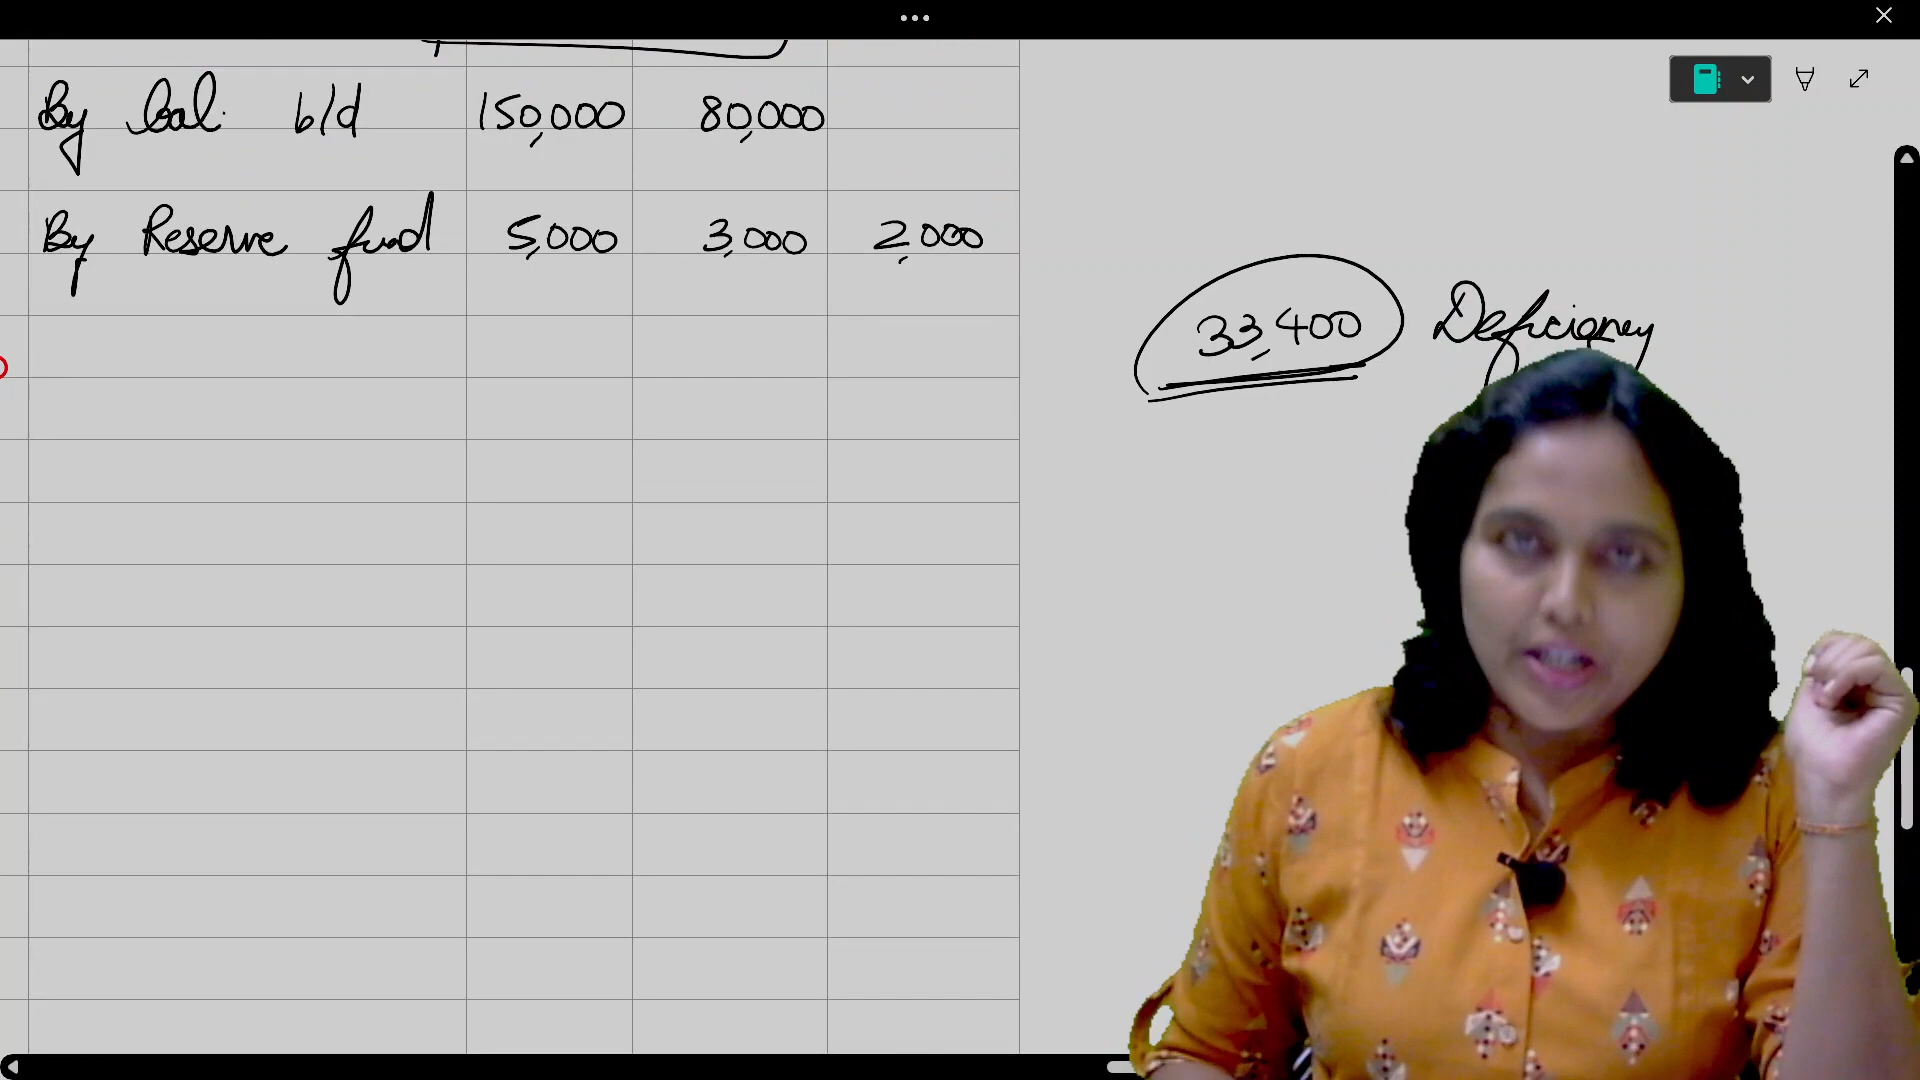 By bal. b/d 150,000 80,000
By Reserve fund 5,000 3,000 2,000
33,400 Deficiency